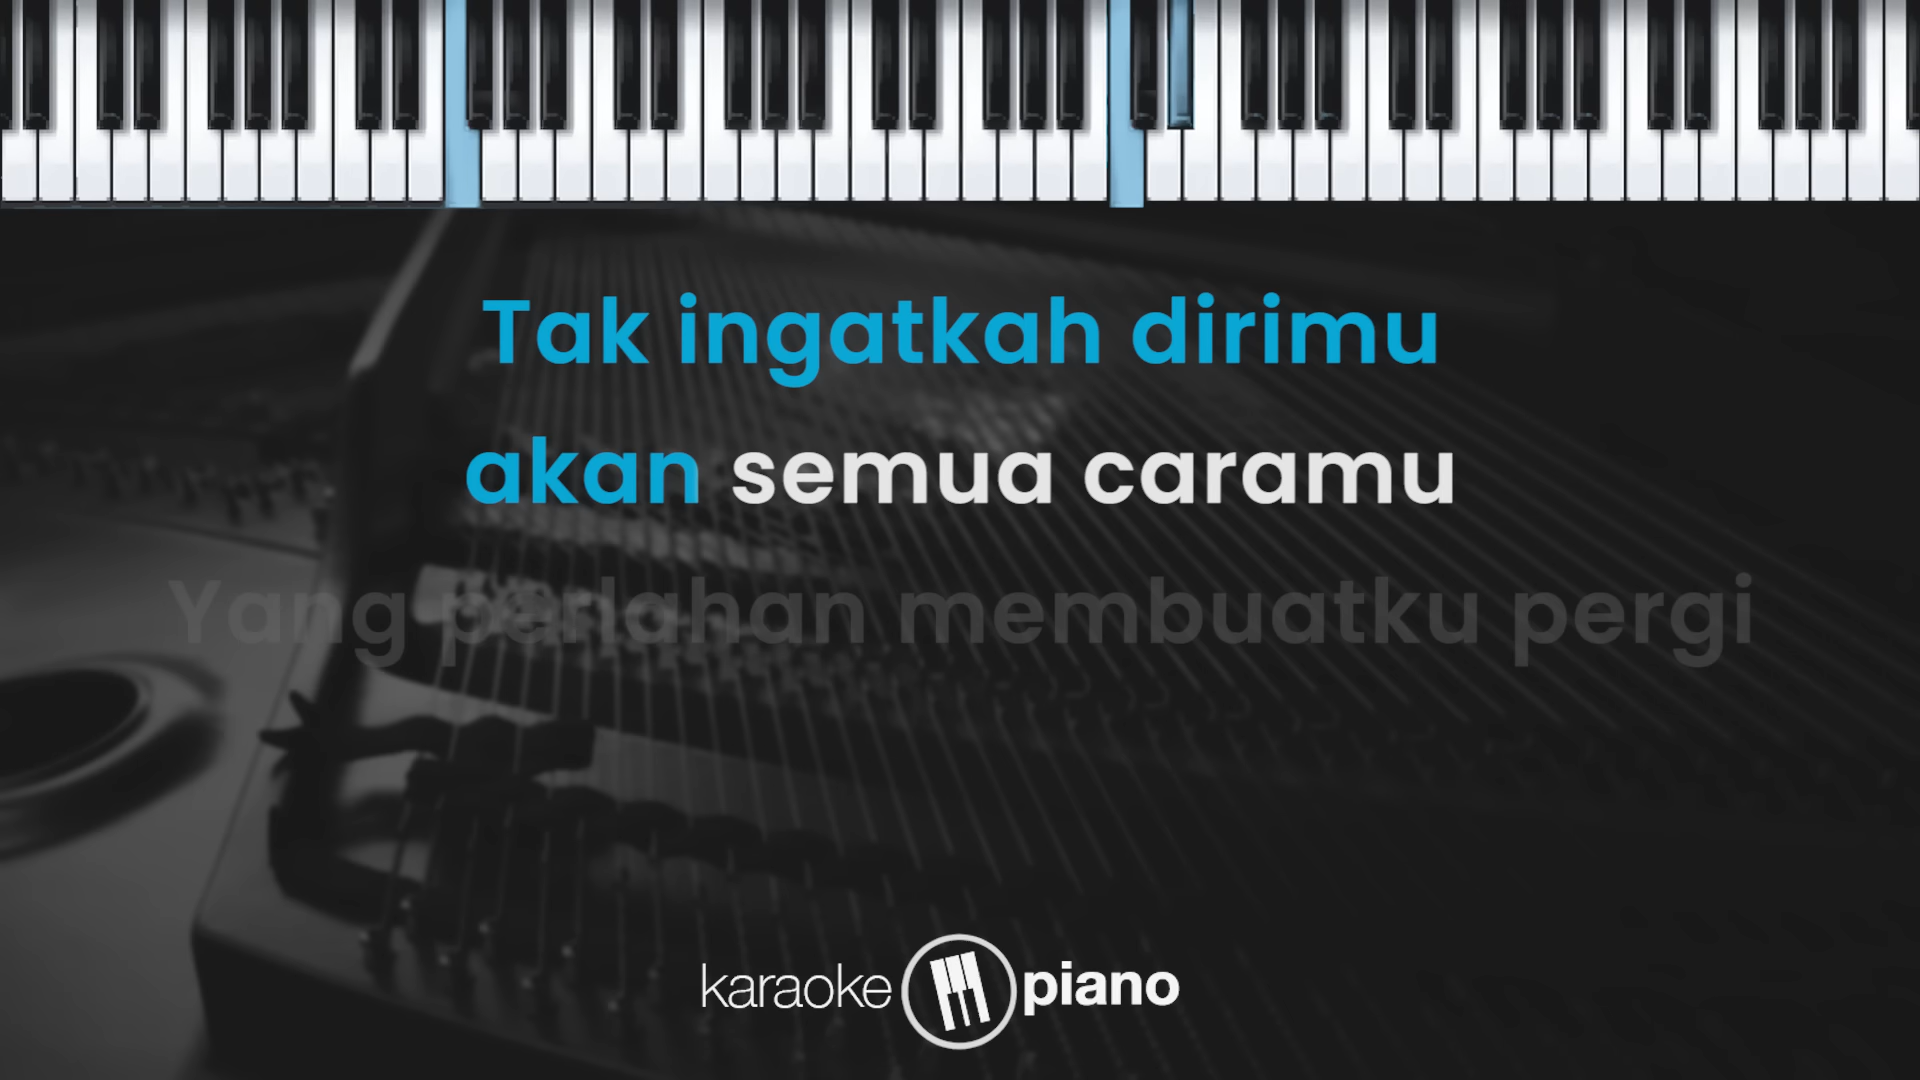 Tak ingatkah dirimu
akan semua caramu
Yang perlahan membuatku pergi
karaoke piano